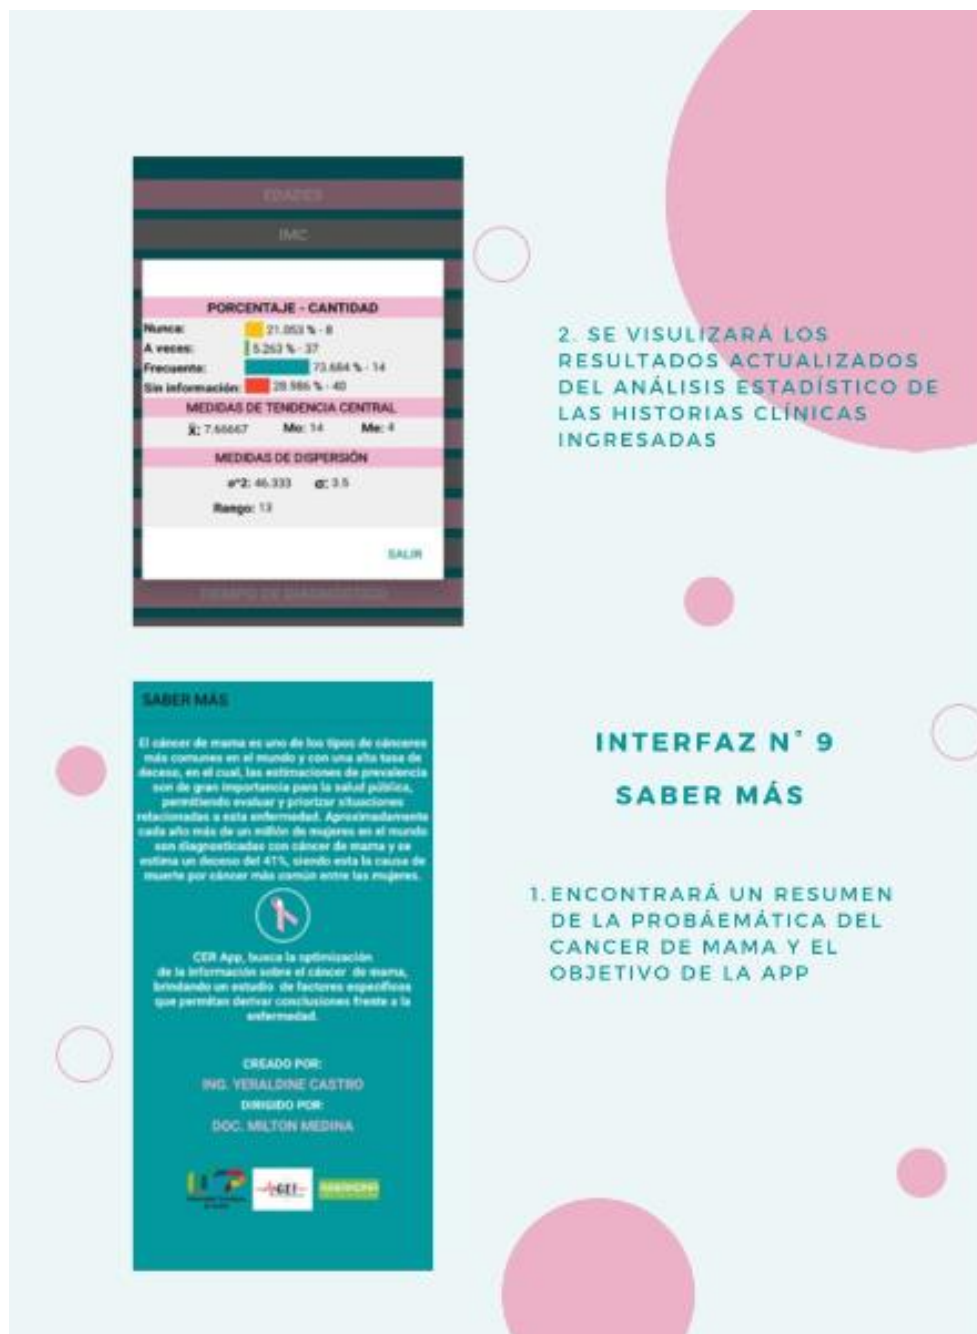 EDADES
IMC
PORCENTAJE - CANTIDAD
Nunca: 21.053 % - 8
A veces: 5.263 % - 37
Frecuente: 73.684 % - 14
Sin información: 28.986 % - 40
MEDIDAS DE TENDENCIA CENTRAL
x̄: 7.66667 Mo: 14 Me: 4
MEDIDAS DE DISPERSIÓN
σ^2: 46.333 σ: 3.5
Rango: 13
SALIR
TIEMPO DE DIAGNÓSTICO
2. SE VISULIZARÁ LOS
RESULTADOS ACTUALIZADOS
DEL ANÁLISIS ESTADÍSTICO DE
LAS HISTORIAS CLÍNICAS
INGRESADAS
SABER MÁS
El cáncer de mama es uno de los tipos de cánceres
más comunes en el mundo y con una alta tasa de
deceso, en el cual, las estimaciones de prevalencia
son de gran importancia para la salud pública,
permitiendo evaluar y priorizar situaciones
relacionadas a esta enfermedad. Aproximadamente
cada año más de un millón de mujeres en el mundo
son diagnosticadas con cáncer de mama y se
estima un deceso del 41%, siendo esta la causa de
muerte por cáncer más común entre las mujeres.
CER App, busca la optimización
de la información sobre el cáncer de mama,
brindando un estudio de factores específicos
que permitan derivar conclusiones frente a la
enfermedad.
CREADO POR:
ING. YERALDINE CASTRO
DIRIGIDO POR:
DOC. MILTON MEDINA
INTERFAZ N° 9
SABER MÁS
1. ENCONTRARÁ UN RESUMEN
DE LA PROBÁEMÁTICA DEL
CANCER DE MAMA Y EL
OBJETIVO DE LA APP